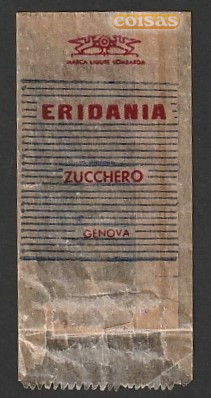 coisas
MARCA LIGURE LOMBARDA
ERIDANIA
ZUCCHERO
GENOVA